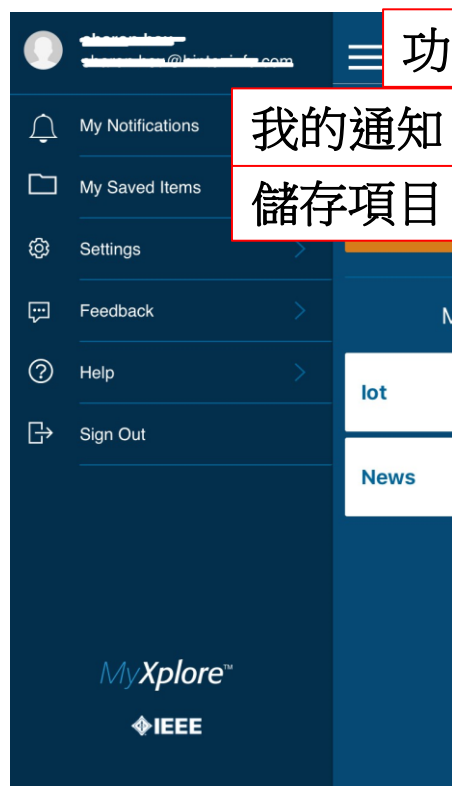 功
My Notifications
我的通知
My Saved Items
儲存項目
Settings
Feedback
M
Help
Iot
Sign Out
News
MyXplore™
IEEE